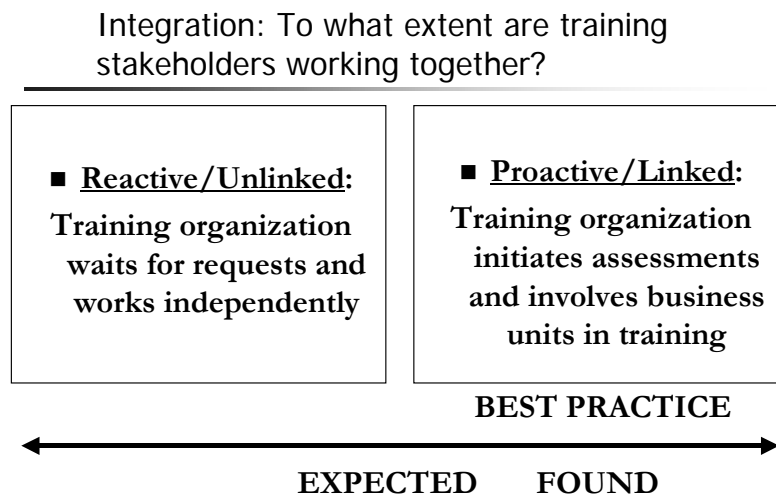 Integration: To what extent are training
stakeholders working together?
■ Reactive/Unlinked:
Training organization
waits for requests and
works independently
■ Proactive/Linked:
Training organization
initiates assessments
and involves business
units in training
BEST PRACTICE
EXPECTED FOUND